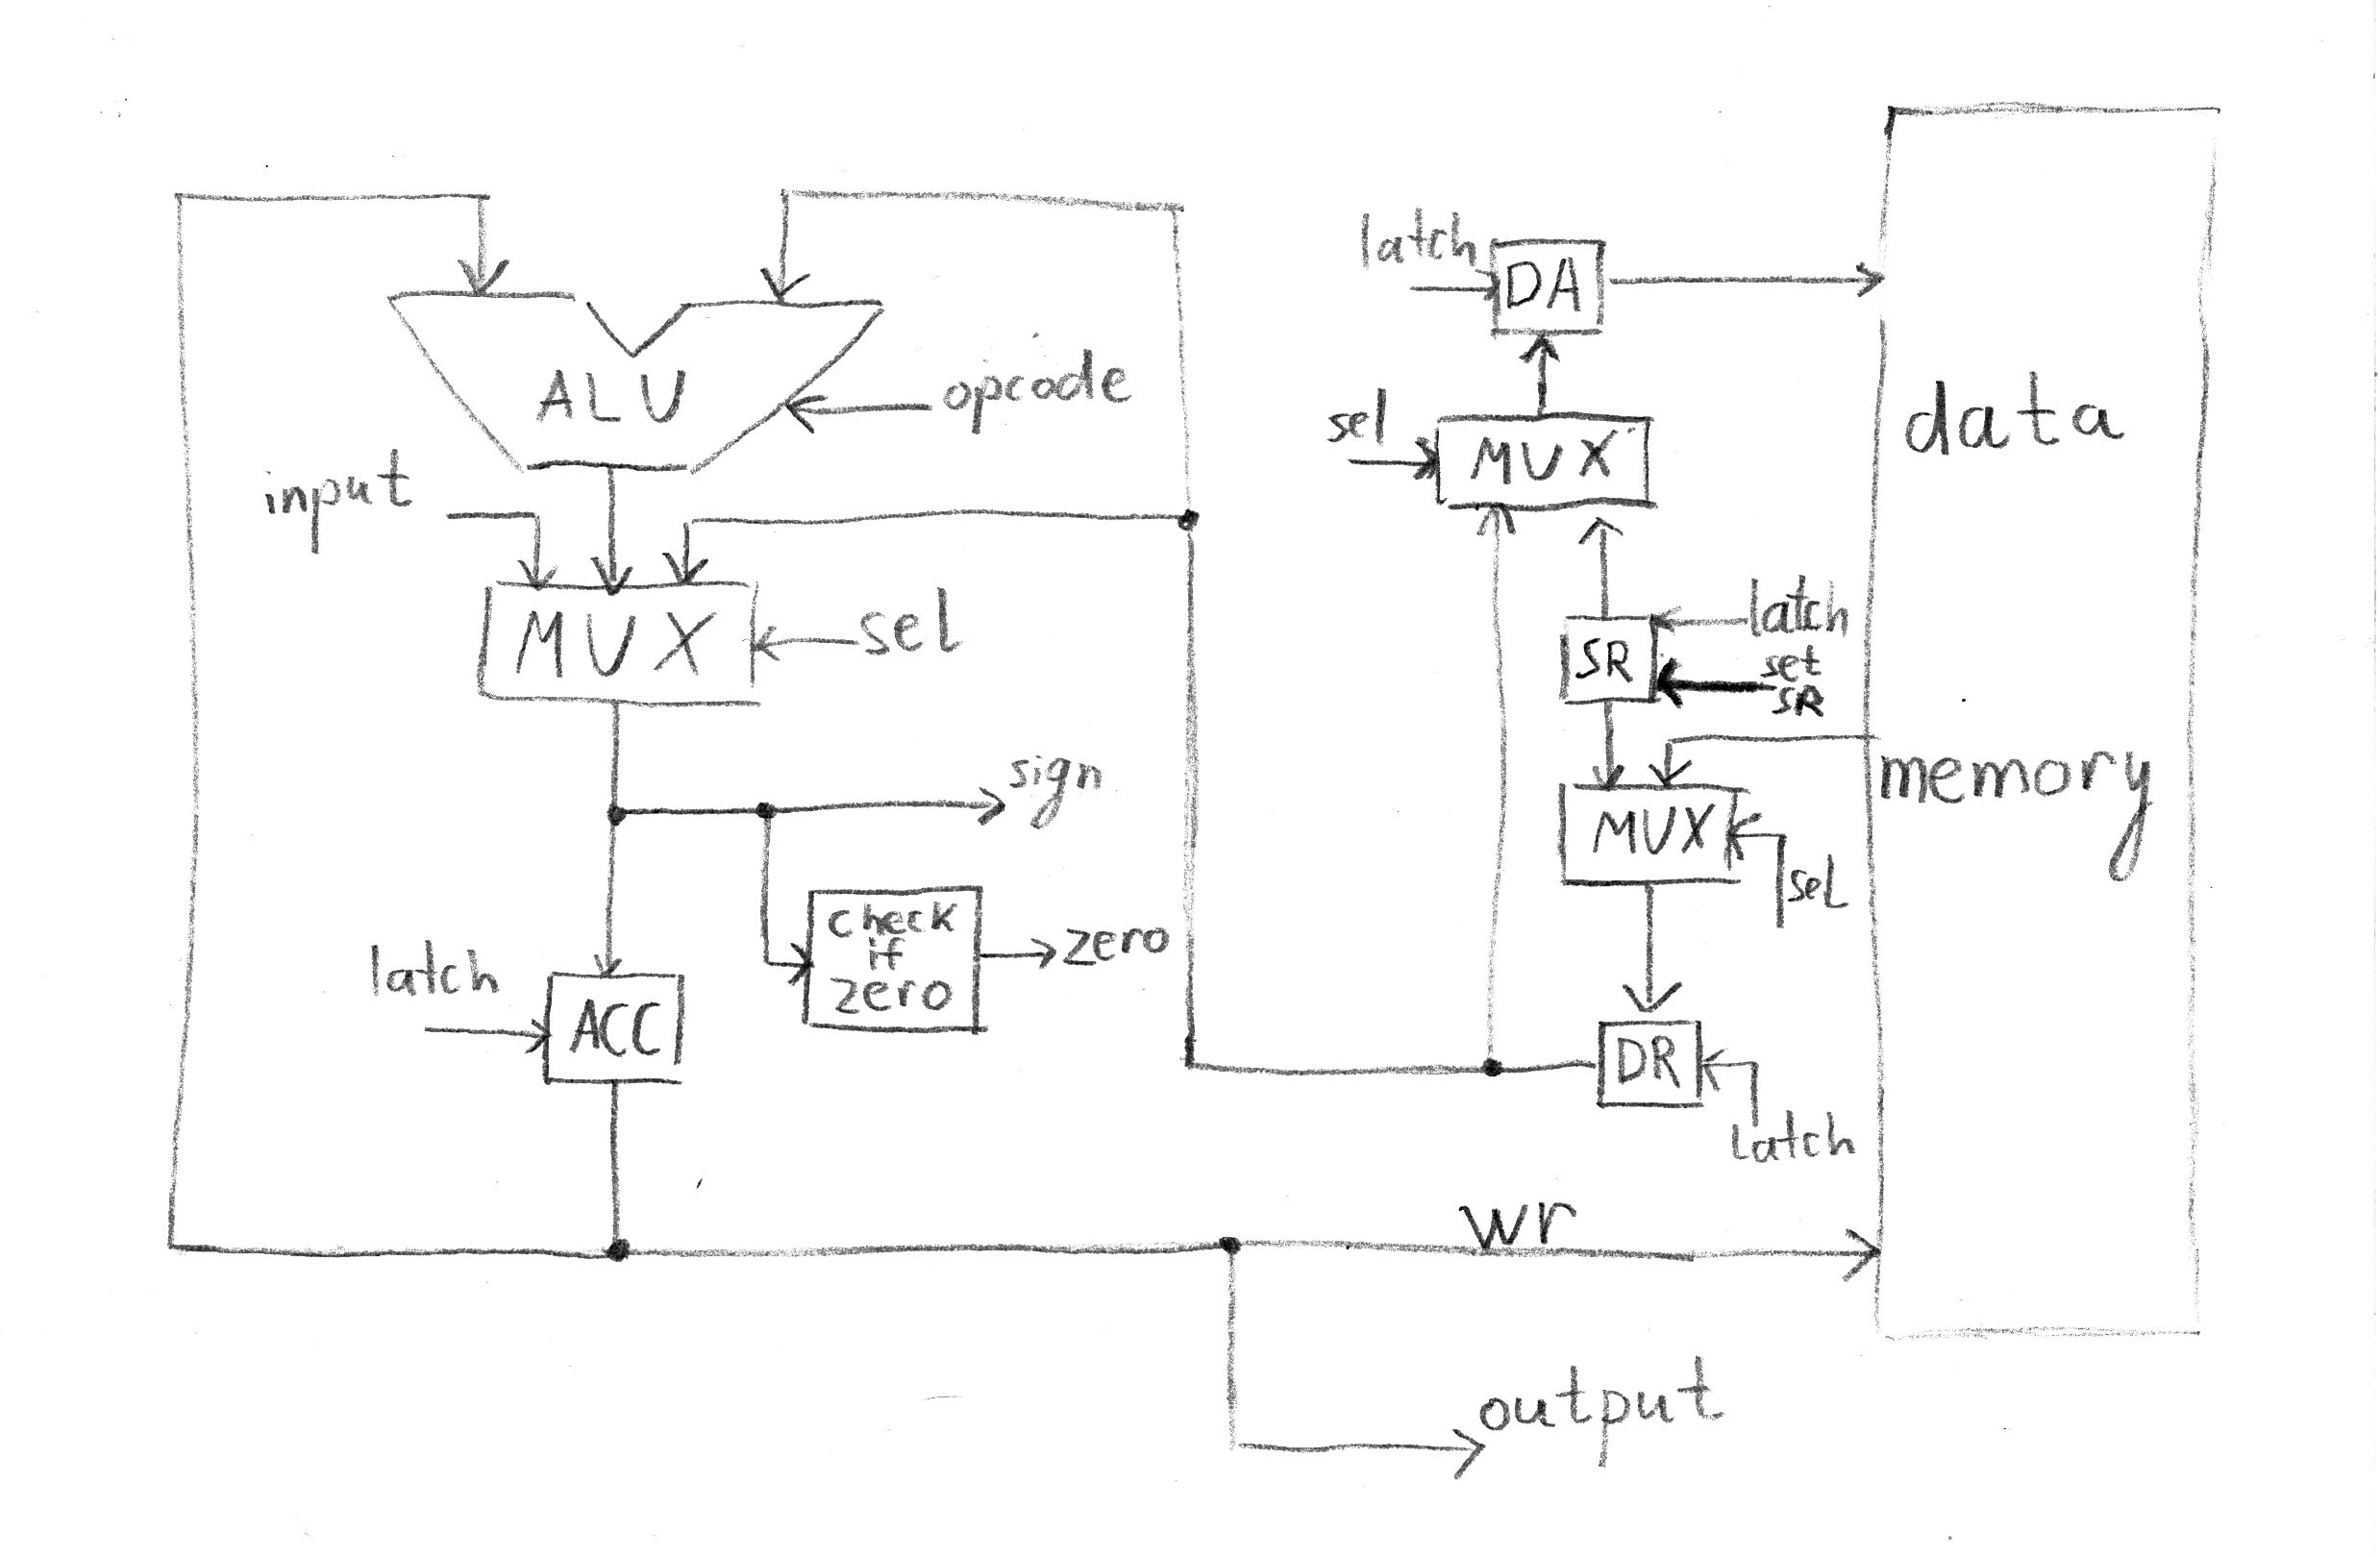 latch
DA
ALU
opcode
sel
MUX
data
input
MUX
sel
latch
SR
set
SR
memory
sign
MUX
sel
check
if
zero
zero
latch
ACC
DR
latch
wr
output